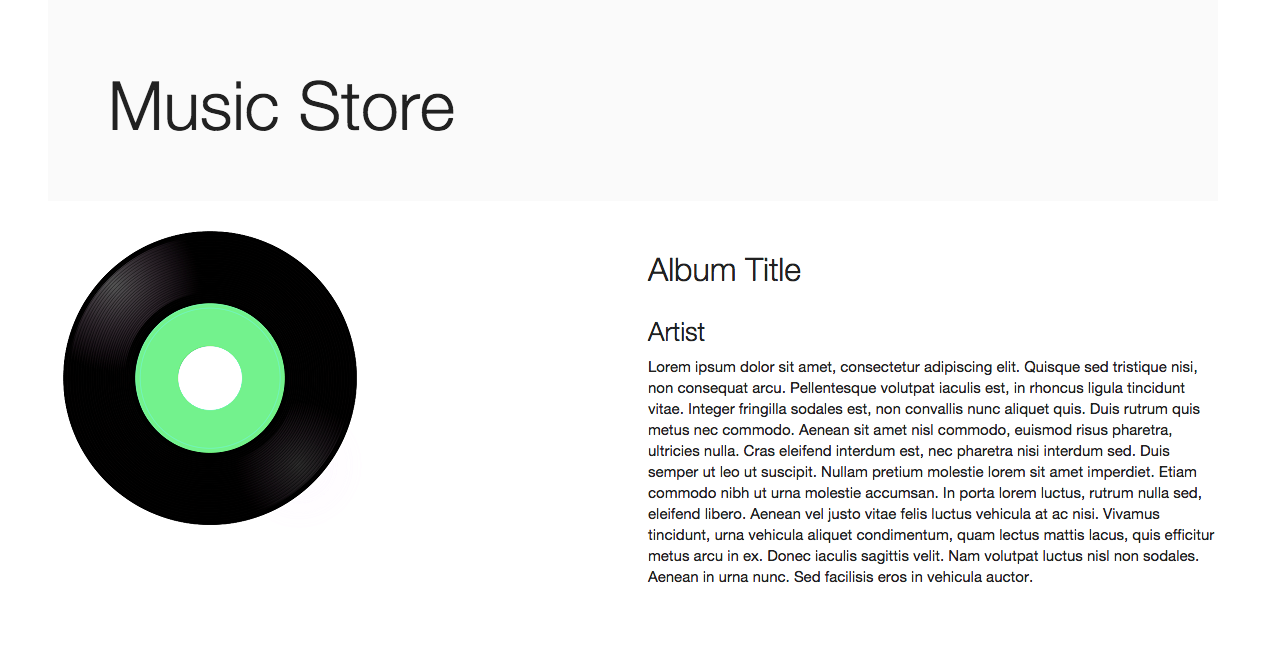 Music Store
Album Title
Artist
Lorem ipsum dolor sit amet, consectetur adipiscing elit. Quisque sed tristique nisi,
non consequat arcu. Pellentesque volutpat iaculis est, in rhoncus ligula tincidunt
vitae. Integer fringilla sodales est, non convallis nunc aliquet quis. Duis rutrum quis
metus nec commodo. Aenean sit amet nisl commodo, euismod risus pharetra,
ultricies nulla. Cras eleifend interdum est, nec pharetra nisi interdum sed. Duis
semper ut leo ut suscipit. Nullam pretium molestie lorem sit amet imperdiet. Etiam
commodo nibh ut urna molestie accumsan. In porta lorem luctus, rutrum nulla sed,
eleifend libero. Aenean vel justo vitae felis luctus vehicula at ac nisi. Vivamus
tincidunt, urna vehicula aliquet condimentum, quam lectus mattis lacus, quis efficitur
metus arcu in ex. Donec iaculis sagittis velit. Nam volutpat luctus nisl non sodales.
Aenean in urna nunc. Sed facilisis eros in vehicula auctor.